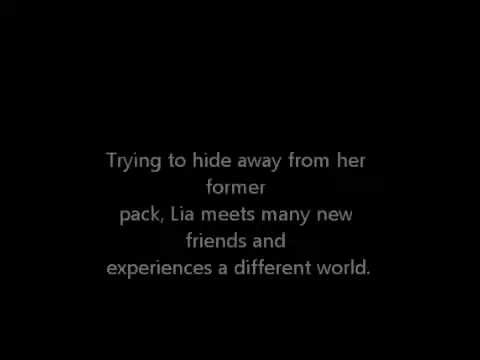 Trying to hide away from her
former
pack, Lia meets many new
friends and
experiences a different world.